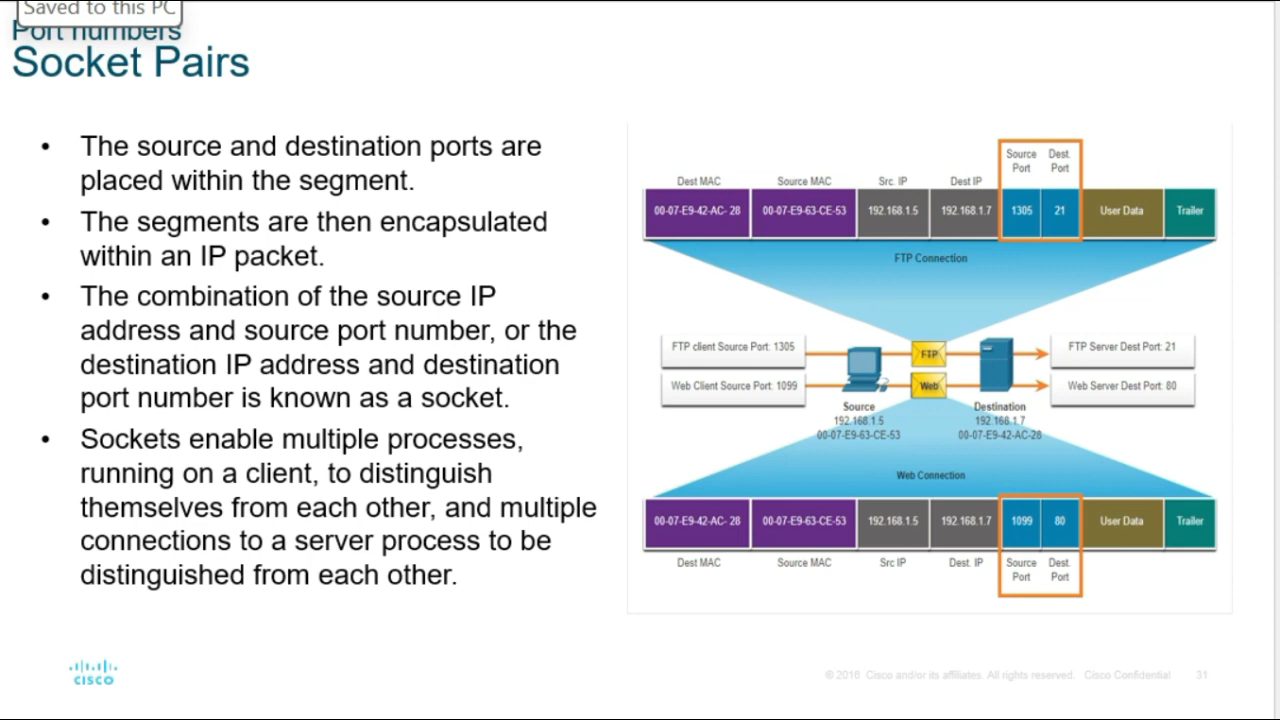 Saved to this PC
Port numbers
Socket Pairs
• The source and destination ports are
placed within the segment.
• The segments are then encapsulated
within an IP packet.
• The combination of the source IP
address and source port number, or the
destination IP address and destination
port number is known as a socket.
• Sockets enable multiple processes,
running on a client, to distinguish
themselves from each other, and multiple
connections to a server process to be
distinguished from each other.
Source Dest.
Port Port
Dest MAC Source MAC Src. IP Dest IP
00-07-E9-42-AC- 28 00-07-E9-63-CE-53 192.168.1.5 192.168.1.7 1305 21 User Data Trailer
FTP Connection
FTP client Source Port: 1305 FTP FTP Server Dest Port: 21
Web Client Source Port: 1099 Web Web Server Dest Port: 80
Source Destination
192.168.1.5 192.168.1.7
00-07-E9-63-CE-53 00-07-E9-42-AC-28
Web Connection
00-07-E9-42-AC- 28 00-07-E9-63-CE-53 192.168.1.5 192.168.1.7 1099 80 User Data Trailer
Dest MAC Source MAC Src IP Dest. IP Source Dest.
Port Port
CISCO
© 2016 Cisco and/or its affiliates. All rights reserved. Cisco Confidential 31